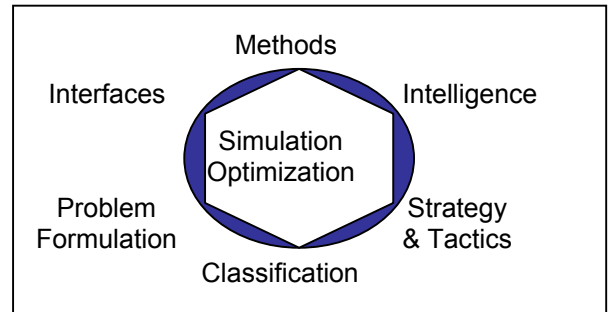 Methods
Interfaces
Intelligence
Simulation
Optimization
Problem
Formulation
Strategy
& Tactics
Classification